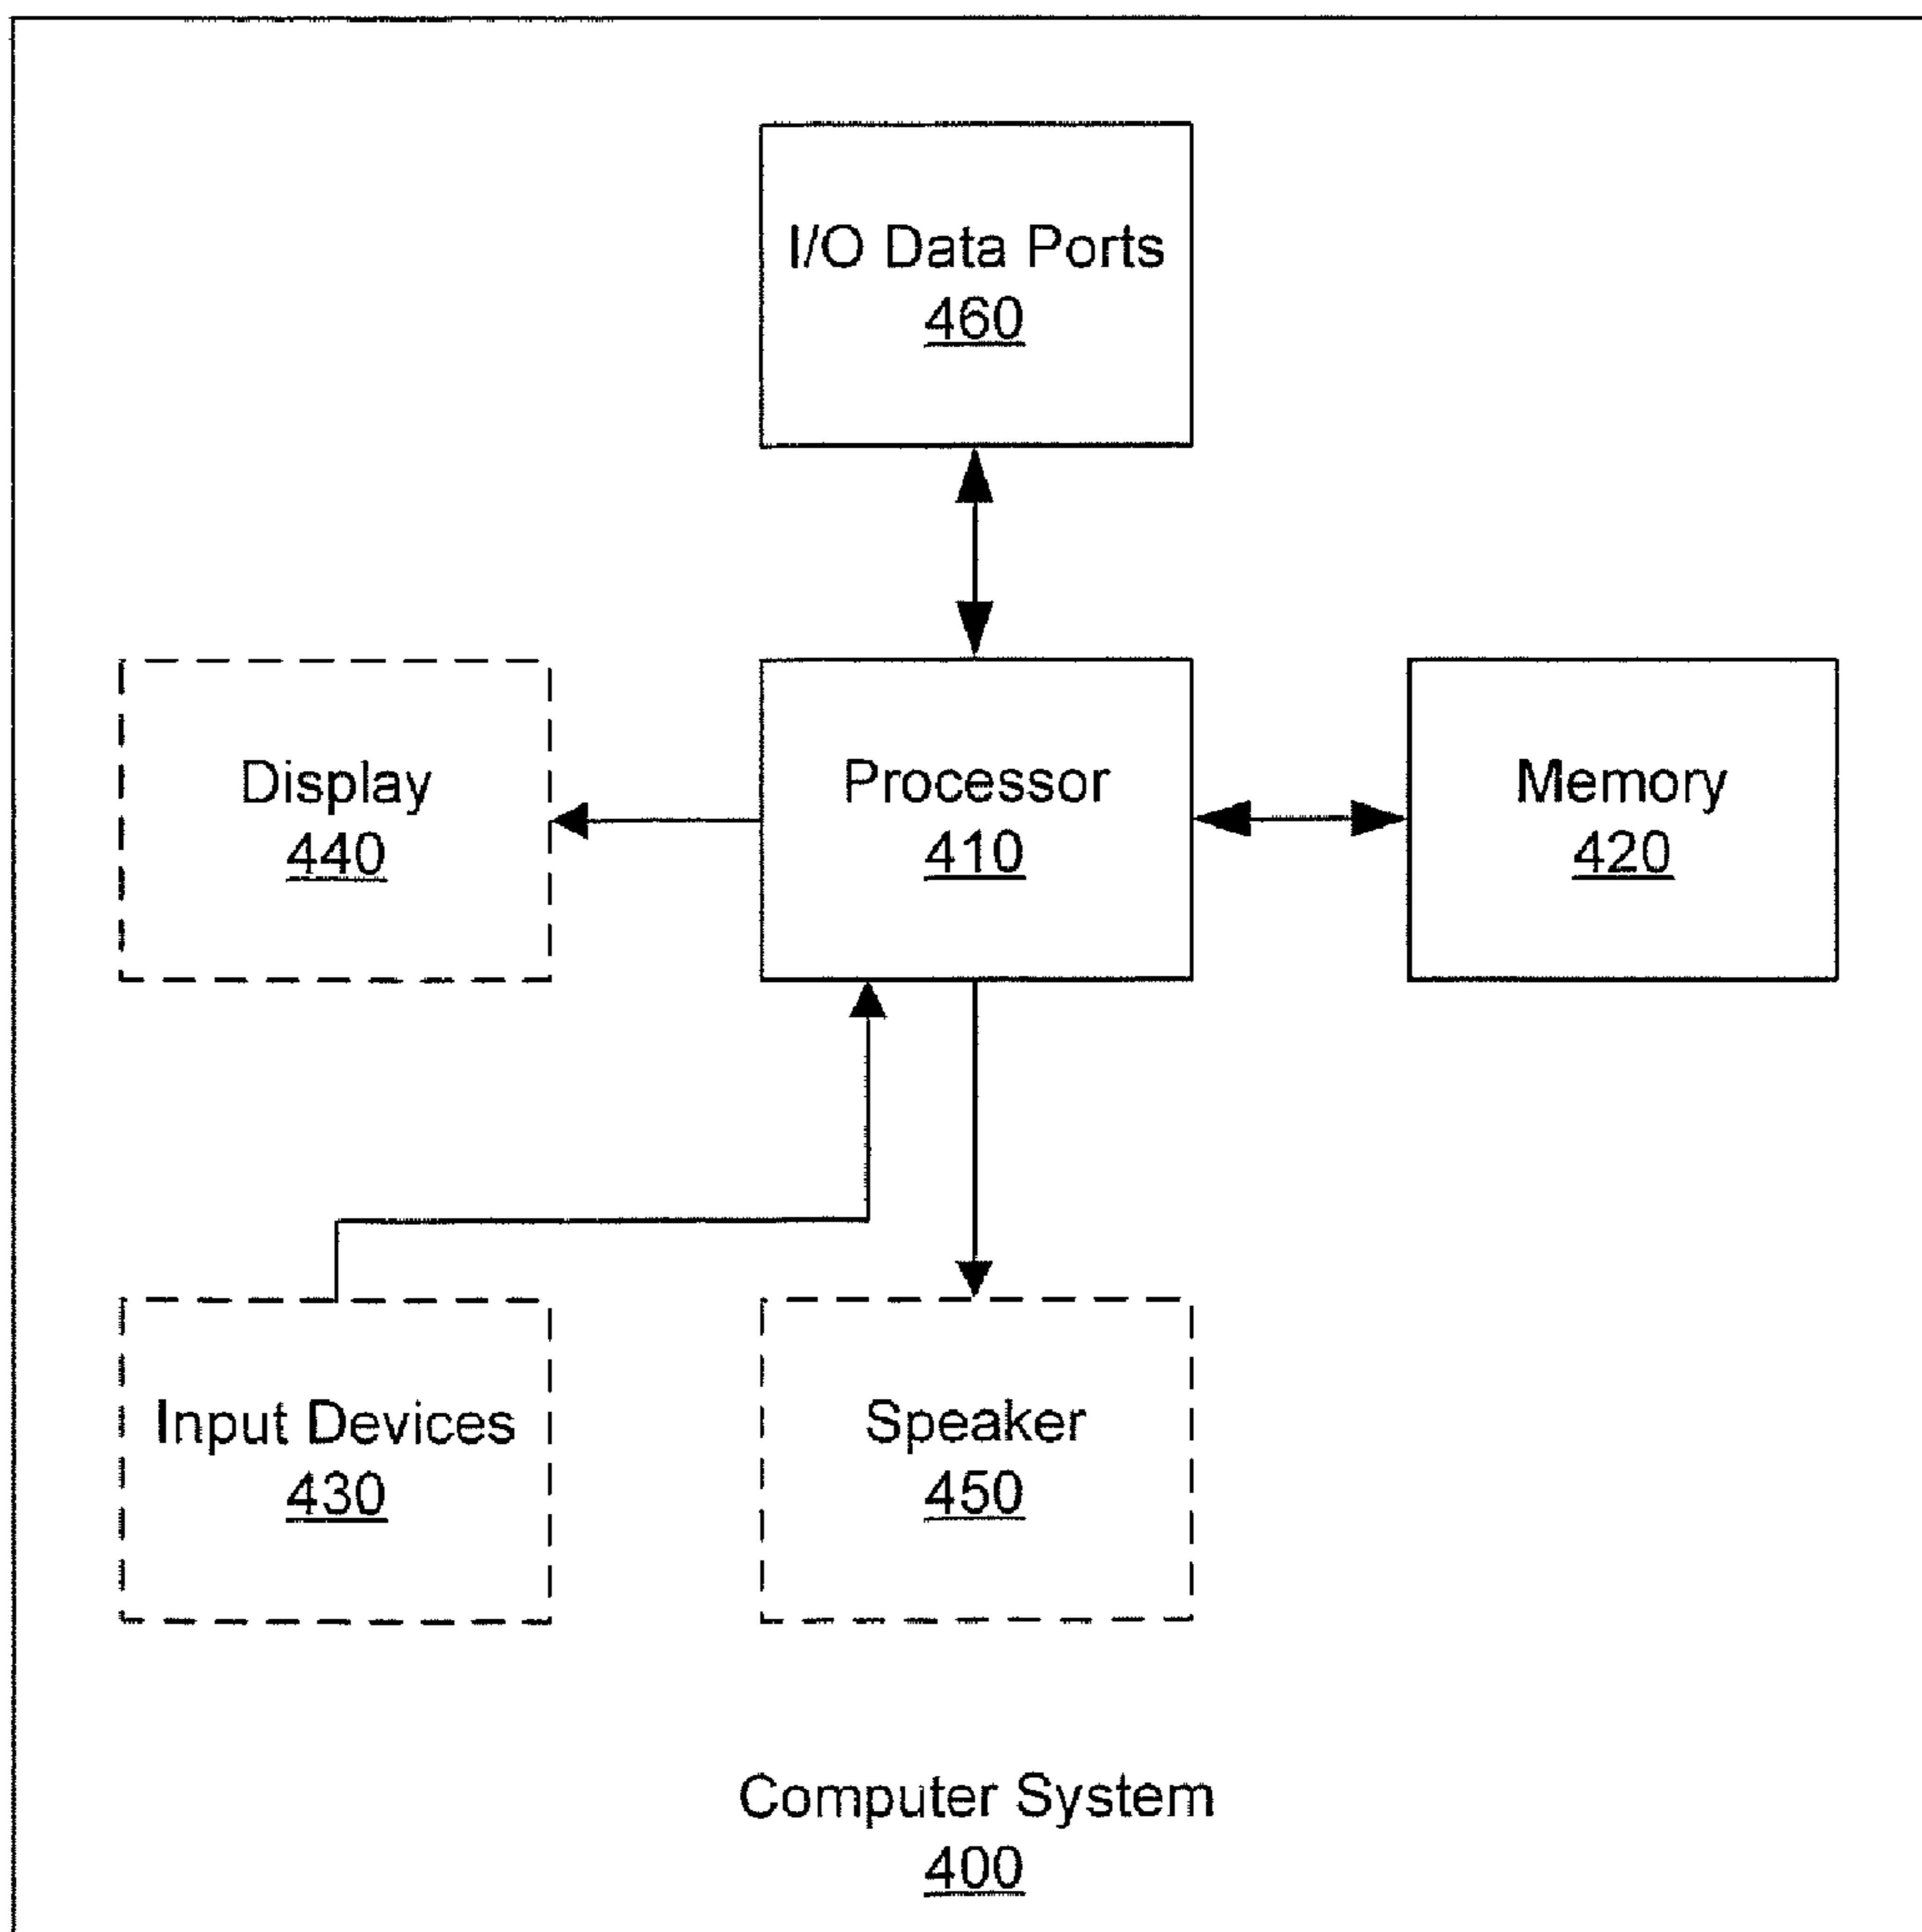 I/O Data Ports
460
Display
440
Processor
410
Memory
420
Input Devices
430
Speaker
450
Computer System
400